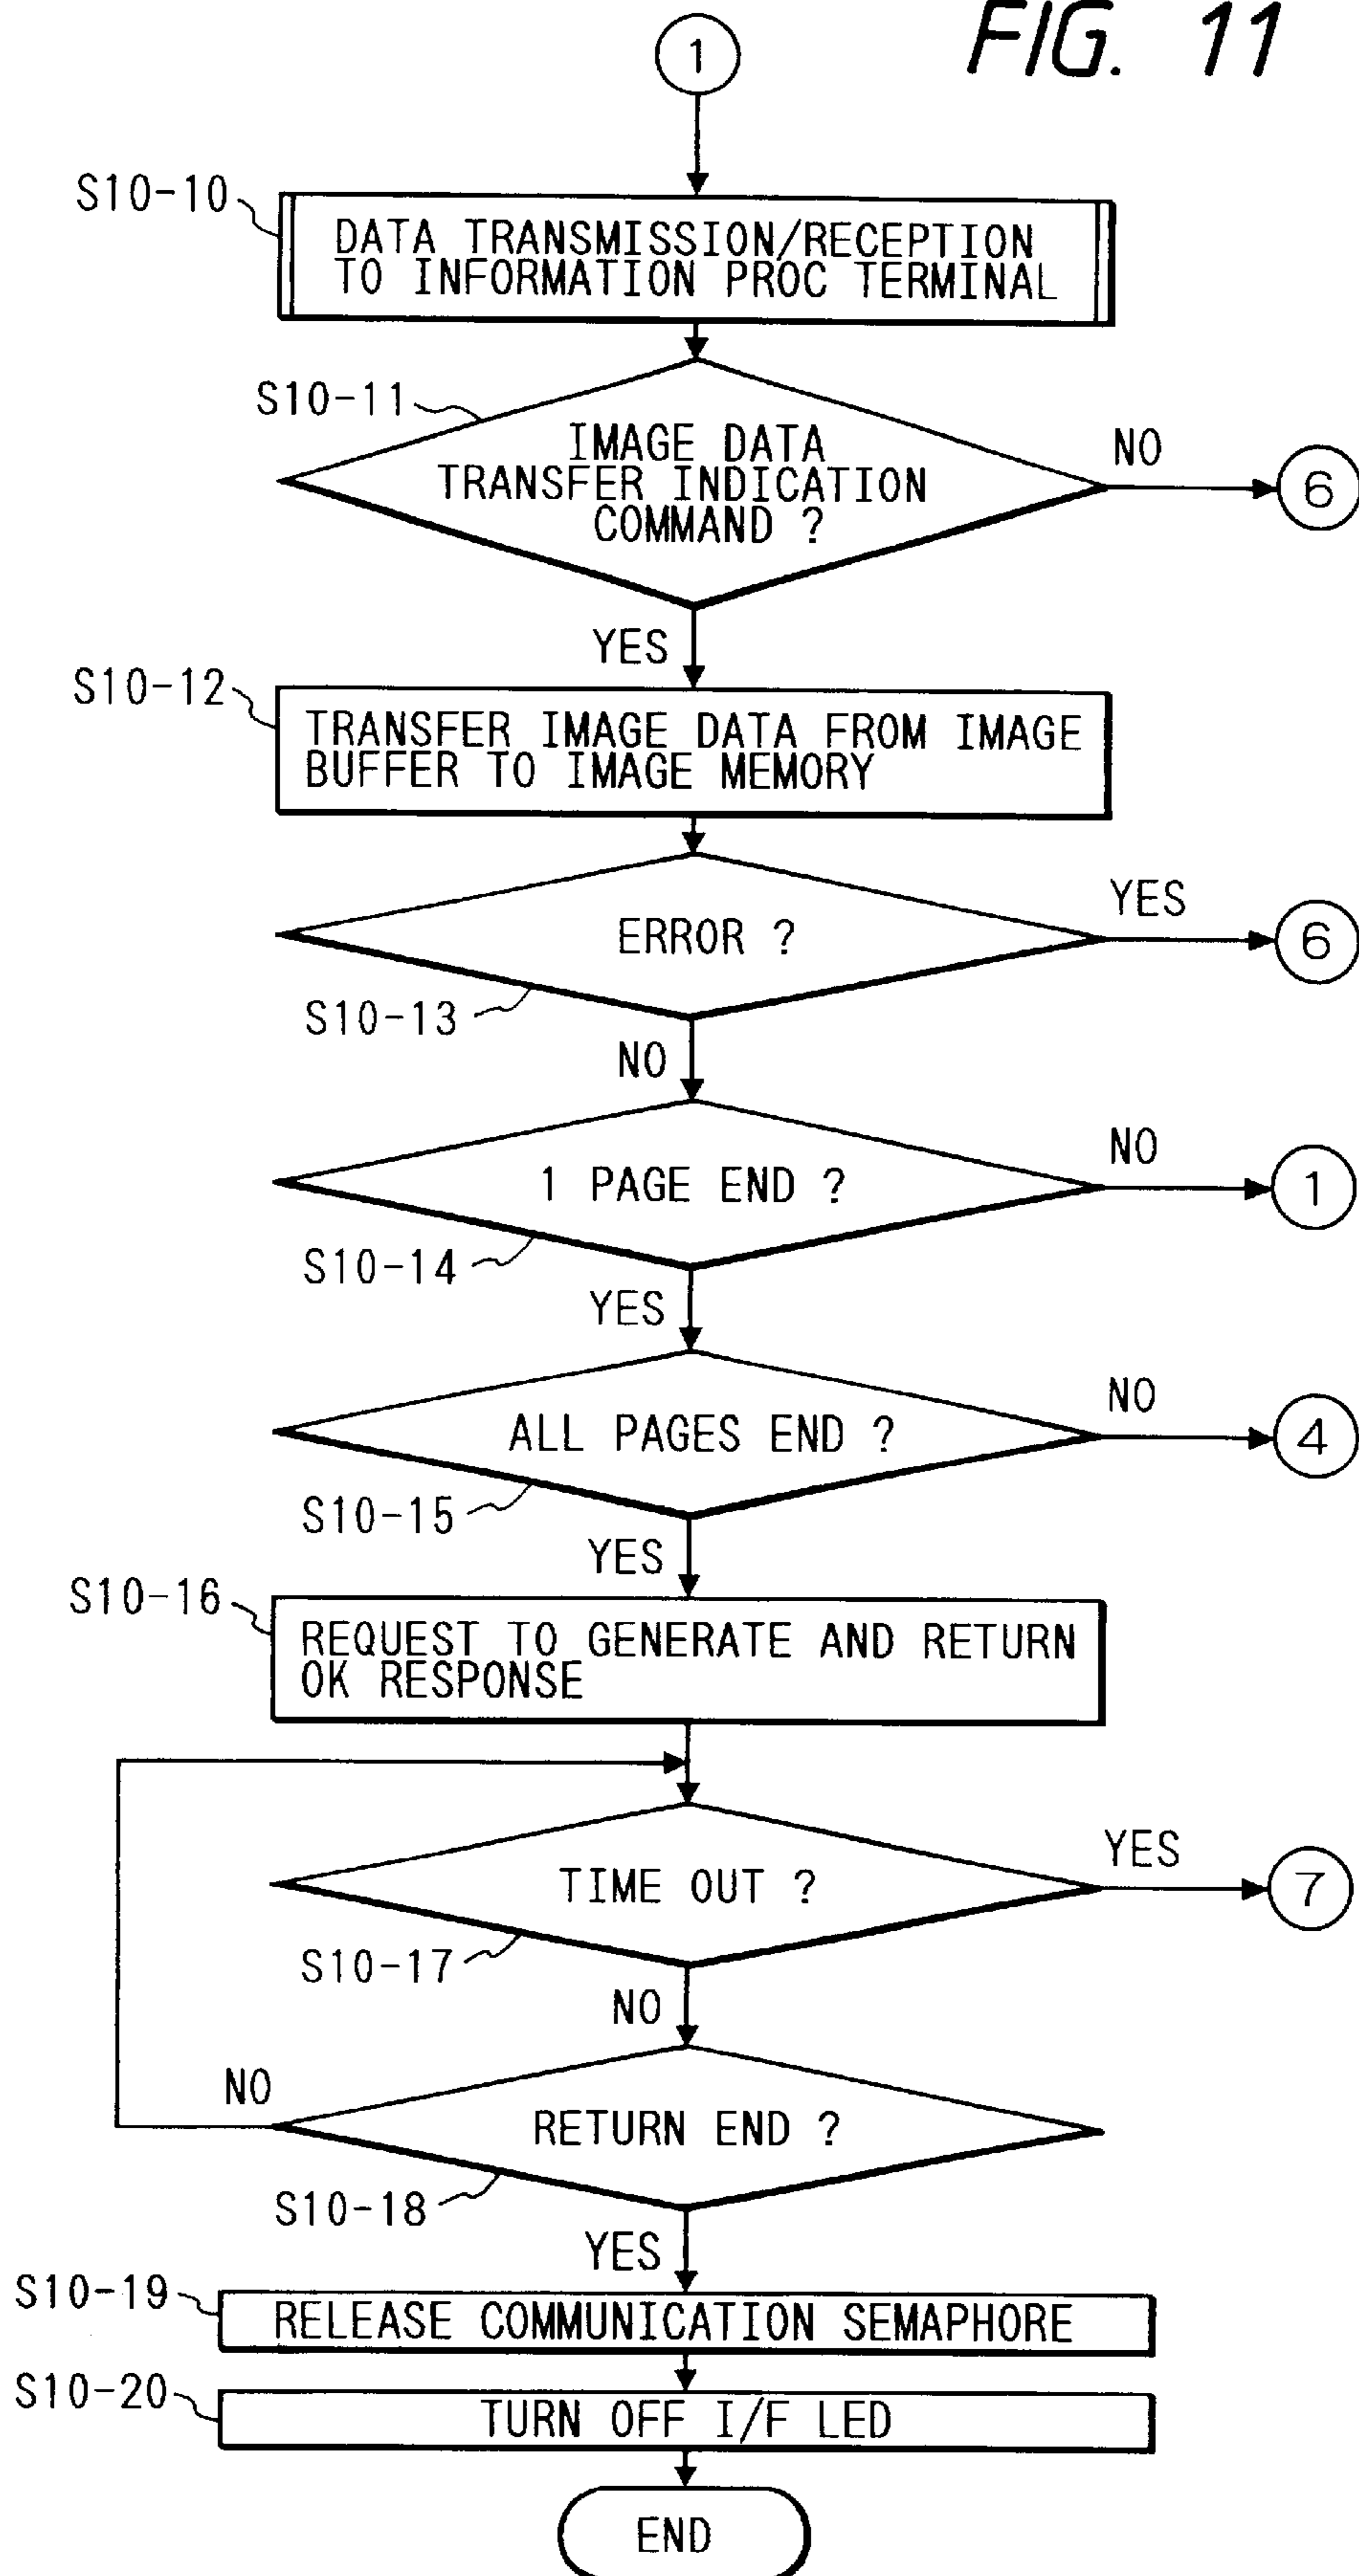 FIG. 11
1
S10-10
DATA TRANSMISSION/RECEPTION
TO INFORMATION PROC TERMINAL
S10-11
IMAGE DATA
TRANSFER INDICATION
COMMAND ?
NO
6
YES
S10-12
TRANSFER IMAGE DATA FROM IMAGE
BUFFER TO IMAGE MEMORY
ERROR ?
YES
6
S10-13
NO
1 PAGE END ?
NO
1
S10-14
YES
ALL PAGES END ?
NO
4
S10-15
YES
S10-16
REQUEST TO GENERATE AND RETURN
OK RESPONSE
TIME OUT ?
YES
7
S10-17
NO
NO
RETURN END ?
S10-18
YES
S10-19
RELEASE COMMUNICATION SEMAPHORE
S10-20
TURN OFF I/F LED
END